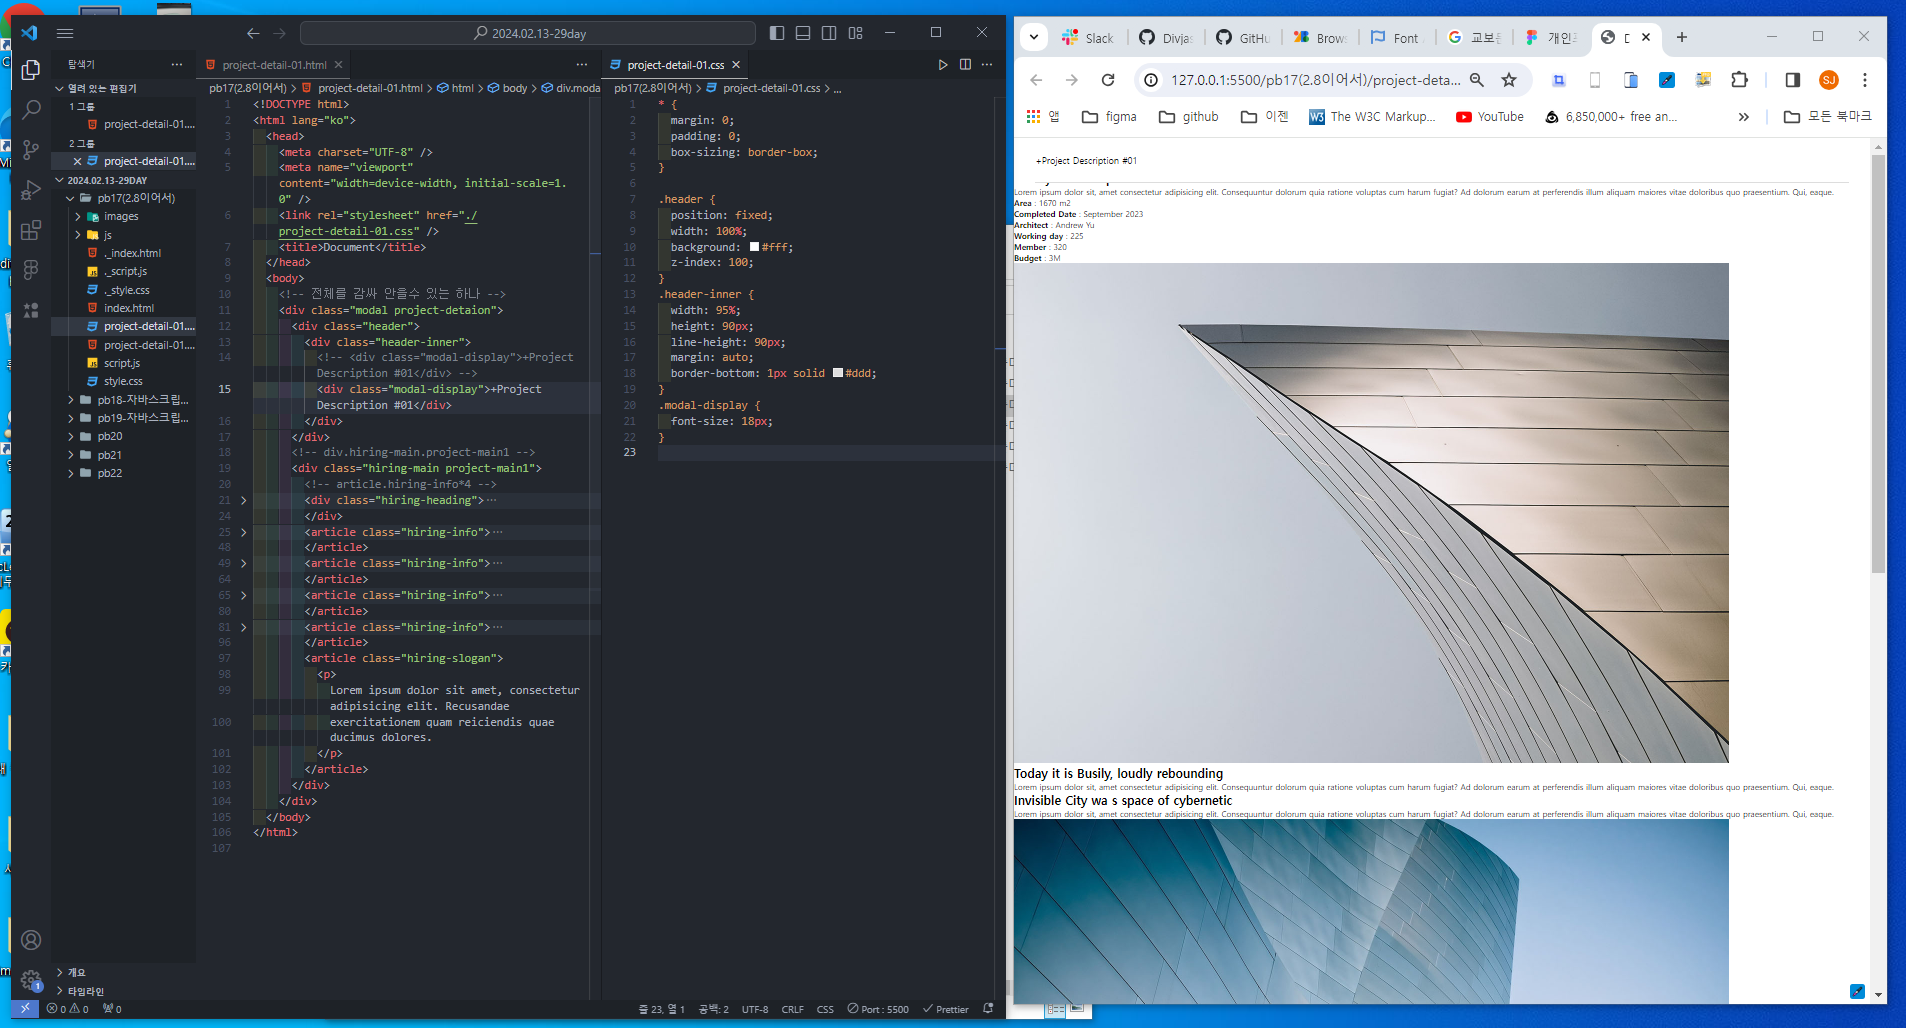 2024.02.13-29day
탐색기
열려 있는 편집기
1 그룹
project-detail-01....
2 그룹
project-detail-01....
2024.02.13-29DAY
pb17(2.8이어서)
images
js
._index.html
._script.js
._style.css
index.html
project-detail-01....
project-detail-01....
script.js
style.css
pb18-자바스크립...
pb19-자바스크립...
pb20
pb21
pb22
개요
타임라인
project-detail-01.html
pb17(2.8이어서) > project-detail-01.html > html > body > div.moda
1 <!DOCTYPE html>
2 <html lang="ko">
3 <head>
4 <meta charset="UTF-8" />
5 <meta name="viewport"
content="width=device-width, initial-scale=1.
0" />
6 <link rel="stylesheet" href="./
project-detail-01.css" />
7 <title>Document</title>
8 </head>
9 <body>
10 <!-- 전체를 감싸 안을수 있는 하나 -->
11 <div class="modal project-detaion">
12 <div class="header">
13 <div class="header-inner">
14 <!-- <div class="modal-display">+Project
Description #01</div> -->
15 <div class="modal-display">+Project
Description #01</div>
16 </div>
17 </div>
18 <!-- div.hiring-main.project-main1 -->
19 <div class="hiring-main project-main1">
20 <!-- article.hiring-info*4 -->
21 <div class="hiring-heading">⋯
24 </div>
25 <article class="hiring-info">⋯
48 </article>
49 <article class="hiring-info">⋯
64 </article>
65 <article class="hiring-info">⋯
80 </article>
81 <article class="hiring-info">⋯
96 </article>
97 <article class="hiring-slogan">
98 <p>
99 Lorem ipsum dolor sit amet, consectetur
adipisicing elit. Recusandae
100 exercitationem quam reiciendis quae
ducimus dolores.
101 </p>
102 </article>
103 </div>
104 </div>
105 </body>
106 </html>
107
project-detail-01.css
pb17(2.8이어서) > project-detail-01.css > ...
1 * {
2 margin: 0;
3 padding: 0;
4 box-sizing: border-box;
5 }
6
7 .header {
8 position: fixed;
9 width: 100%;
10 background: #fff;
11 z-index: 100;
12 }
13 .header-inner {
14 width: 95%;
15 height: 90px;
16 line-height: 90px;
17 margin: auto;
18 border-bottom: 1px solid #ddd;
19 }
20 .modal-display {
21 font-size: 18px;
22 }
23
0 0 0
줄 23, 열 1 공백: 2 UTF-8 CRLF CSS Port : 5500 Prettier
Slack Divjas GitHu Brow Font 교보문 개인프 D
127.0.0.1:5500/pb17(2.8이어서)/project-deta... SJ
앱 figma github 이젠 The W3C Markup... YouTube 6,850,000+ free an... » 모든 북마크
+Project Description #01
Lorem ipsum dolor sit, amet consectetur adipisicing elit. Consequuntur dolorum quia ratione voluptas cum harum fugiat? Ad dolorum earum at perferendis illum aliquam maiores vitae doloribus quo praesentium. Qui, eaque.
Area : 1670 m2
Completed Date : September 2023
Architect : Andrew Yu
Working day : 225
Member : 320
Budget : 3M
Today it is Busily, loudly rebounding
Lorem ipsum dolor sit, amet consectetur adipisicing elit. Consequuntur dolorum quia ratione voluptas cum harum fugiat? Ad dolorum earum at perferendis illum aliquam maiores vitae doloribus quo praesentium. Qui, eaque.
Invisible City wa s space of cybernetic
Lorem ipsum dolor sit, amet consectetur adipisicing elit. Consequuntur dolorum quia ratione voluptas cum harum fugiat? Ad dolorum earum at perferendis illum aliquam maiores vitae doloribus quo praesentium. Qui, eaque.